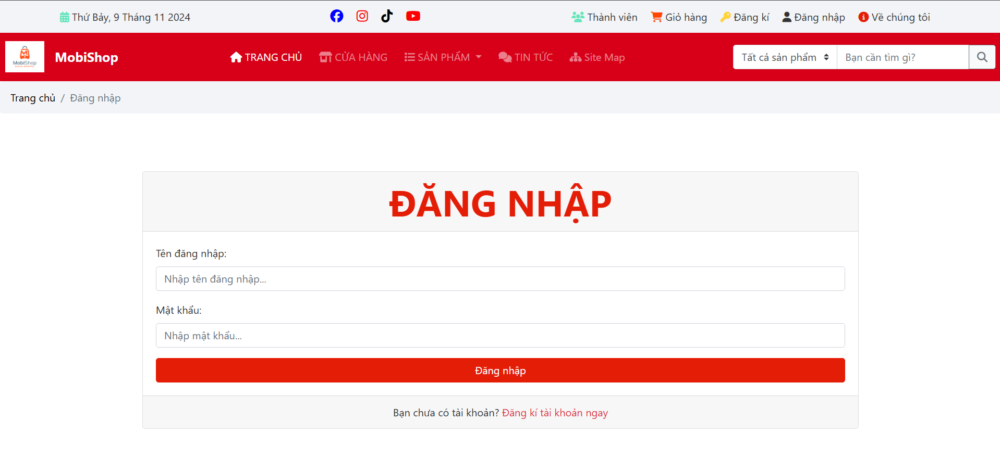 Thứ Bảy, 9 Tháng 11 2024
Thành viên Giỏ hàng Đăng kí Đăng nhập Về chúng tôi
MobiShop
MobiShop TRANG CHỦ CỬA HÀNG SẢN PHẨM TIN TỨC Site Map Tất cả sản phẩm Bạn cần tìm gì?
Trang chủ / Đăng nhập
ĐĂNG NHẬP
Tên đăng nhập:
Nhập tên đăng nhập...
Mật khẩu:
Nhập mật khẩu...
Đăng nhập
Bạn chưa có tài khoản? Đăng kí tài khoản ngay